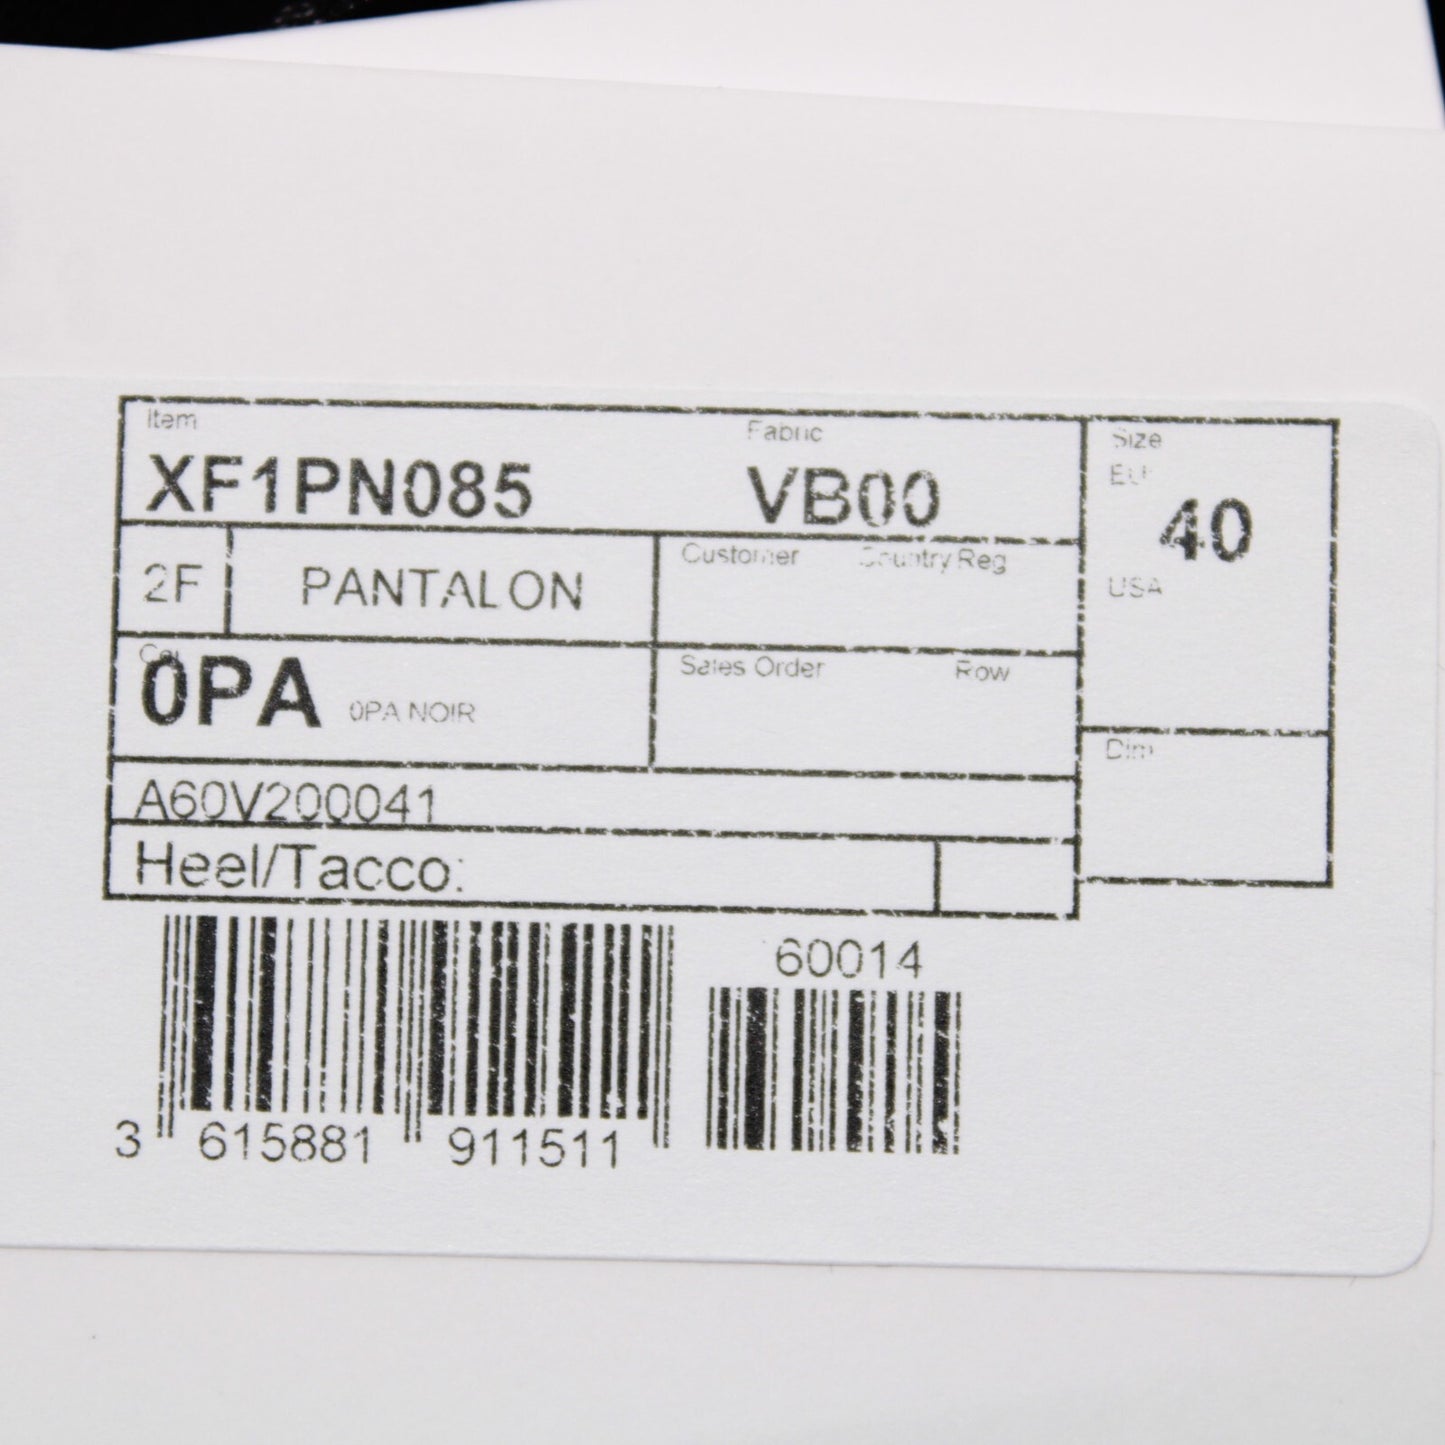 Item Fabric Size
XF1PN085 VB00 EU 40
2F PANTALON Customer Country Reg USA
Col
0PA 0PA NOIR Sales Order Row
Dim
A60V200041
Heel/Tacco:
60014
3 615881 911511